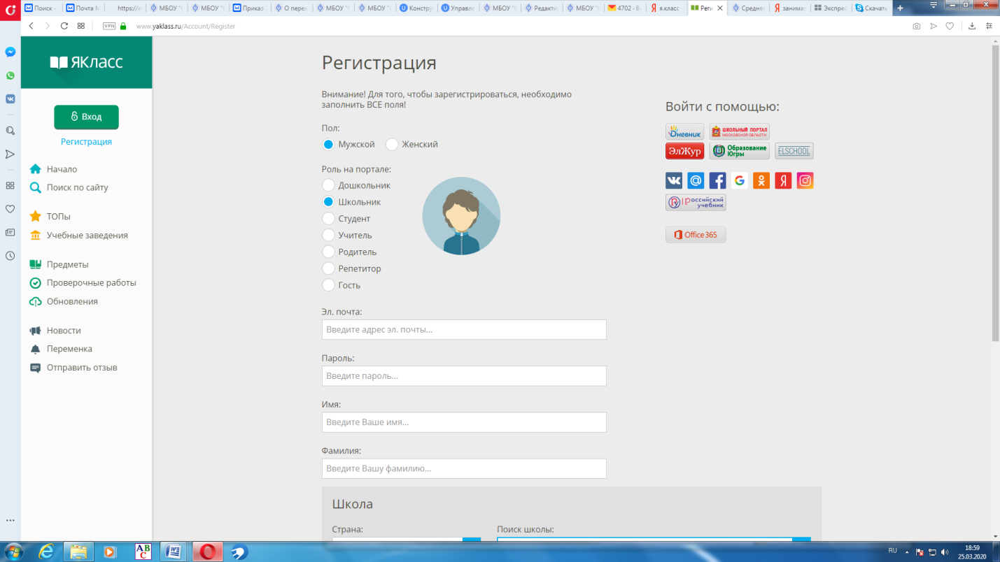 Поиск -
Почта М
https://e
МБОУ "С
МБОУ "С
Приказ
О перех
МБОУ "С
МБОУ "С
Констру
Управле
МБОУ "С
Редакти
МБОУ "С
4702 - В
я.класс -
Реги
Средня
занима
Экспрес
Скачать
VPN
www.yaklass.ru/Account/Register
ЯКласс
Вход
Регистрация
Начало
Поиск по сайту
ТОПы
Учебные заведения
Предметы
Проверочные работы
Обновления
Новости
Переменка
Отправить отзыв
Регистрация
Внимание! Для того, чтобы зарегистрироваться, необходимо
заполнить ВСЕ поля!
Пол:
Мужской Женский
Роль на портале:
Дошкольник
Школьник
Студент
Учитель
Родитель
Репетитор
Гость
Эл. почта:
Введите адрес эл. почты...
Пароль:
Введите пароль...
Имя:
Введите Ваше имя...
Фамилия:
Введите Вашу фамилию...
Школа
Страна: Поиск школы:
Войти с помощью:
Дневник
ШКОЛЬНЫЙ ПОРТАЛ
МОСКОВСКОЙ ОБЛАСТИ
ЭлЖур
Образование
Югры
ELSCHOOL
российский
учебник
Office 365
RU
18:59
25.03.2020